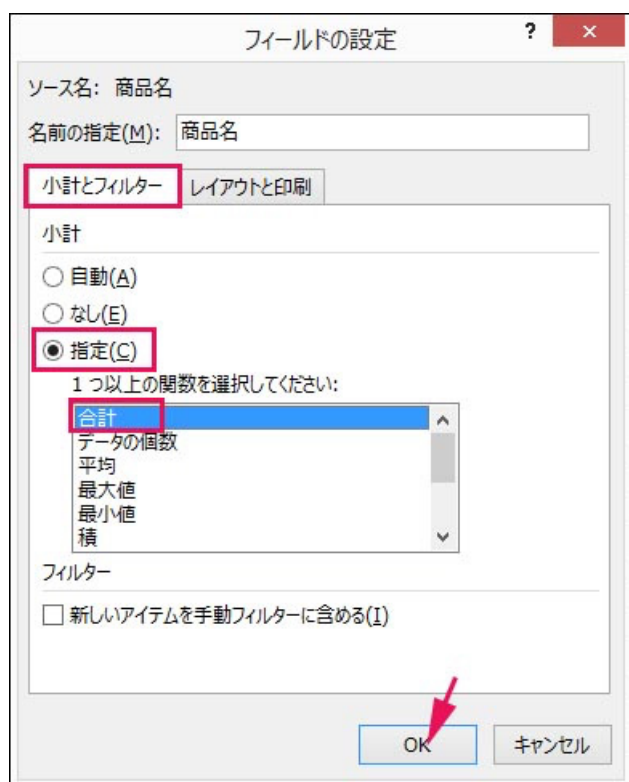 フィールドの設定 ? ×
ソース名: 商品名
名前の指定(M): 商品名
小計とフィルター レイアウトと印刷
小計
自動(A)
なし(E)
指定(C)
1 つ以上の関数を選択してください:
合計
データの個数
平均
最大値
最小値
積
フィルター
新しいアイテムを手動フィルターに含める(I)
OK キャンセル